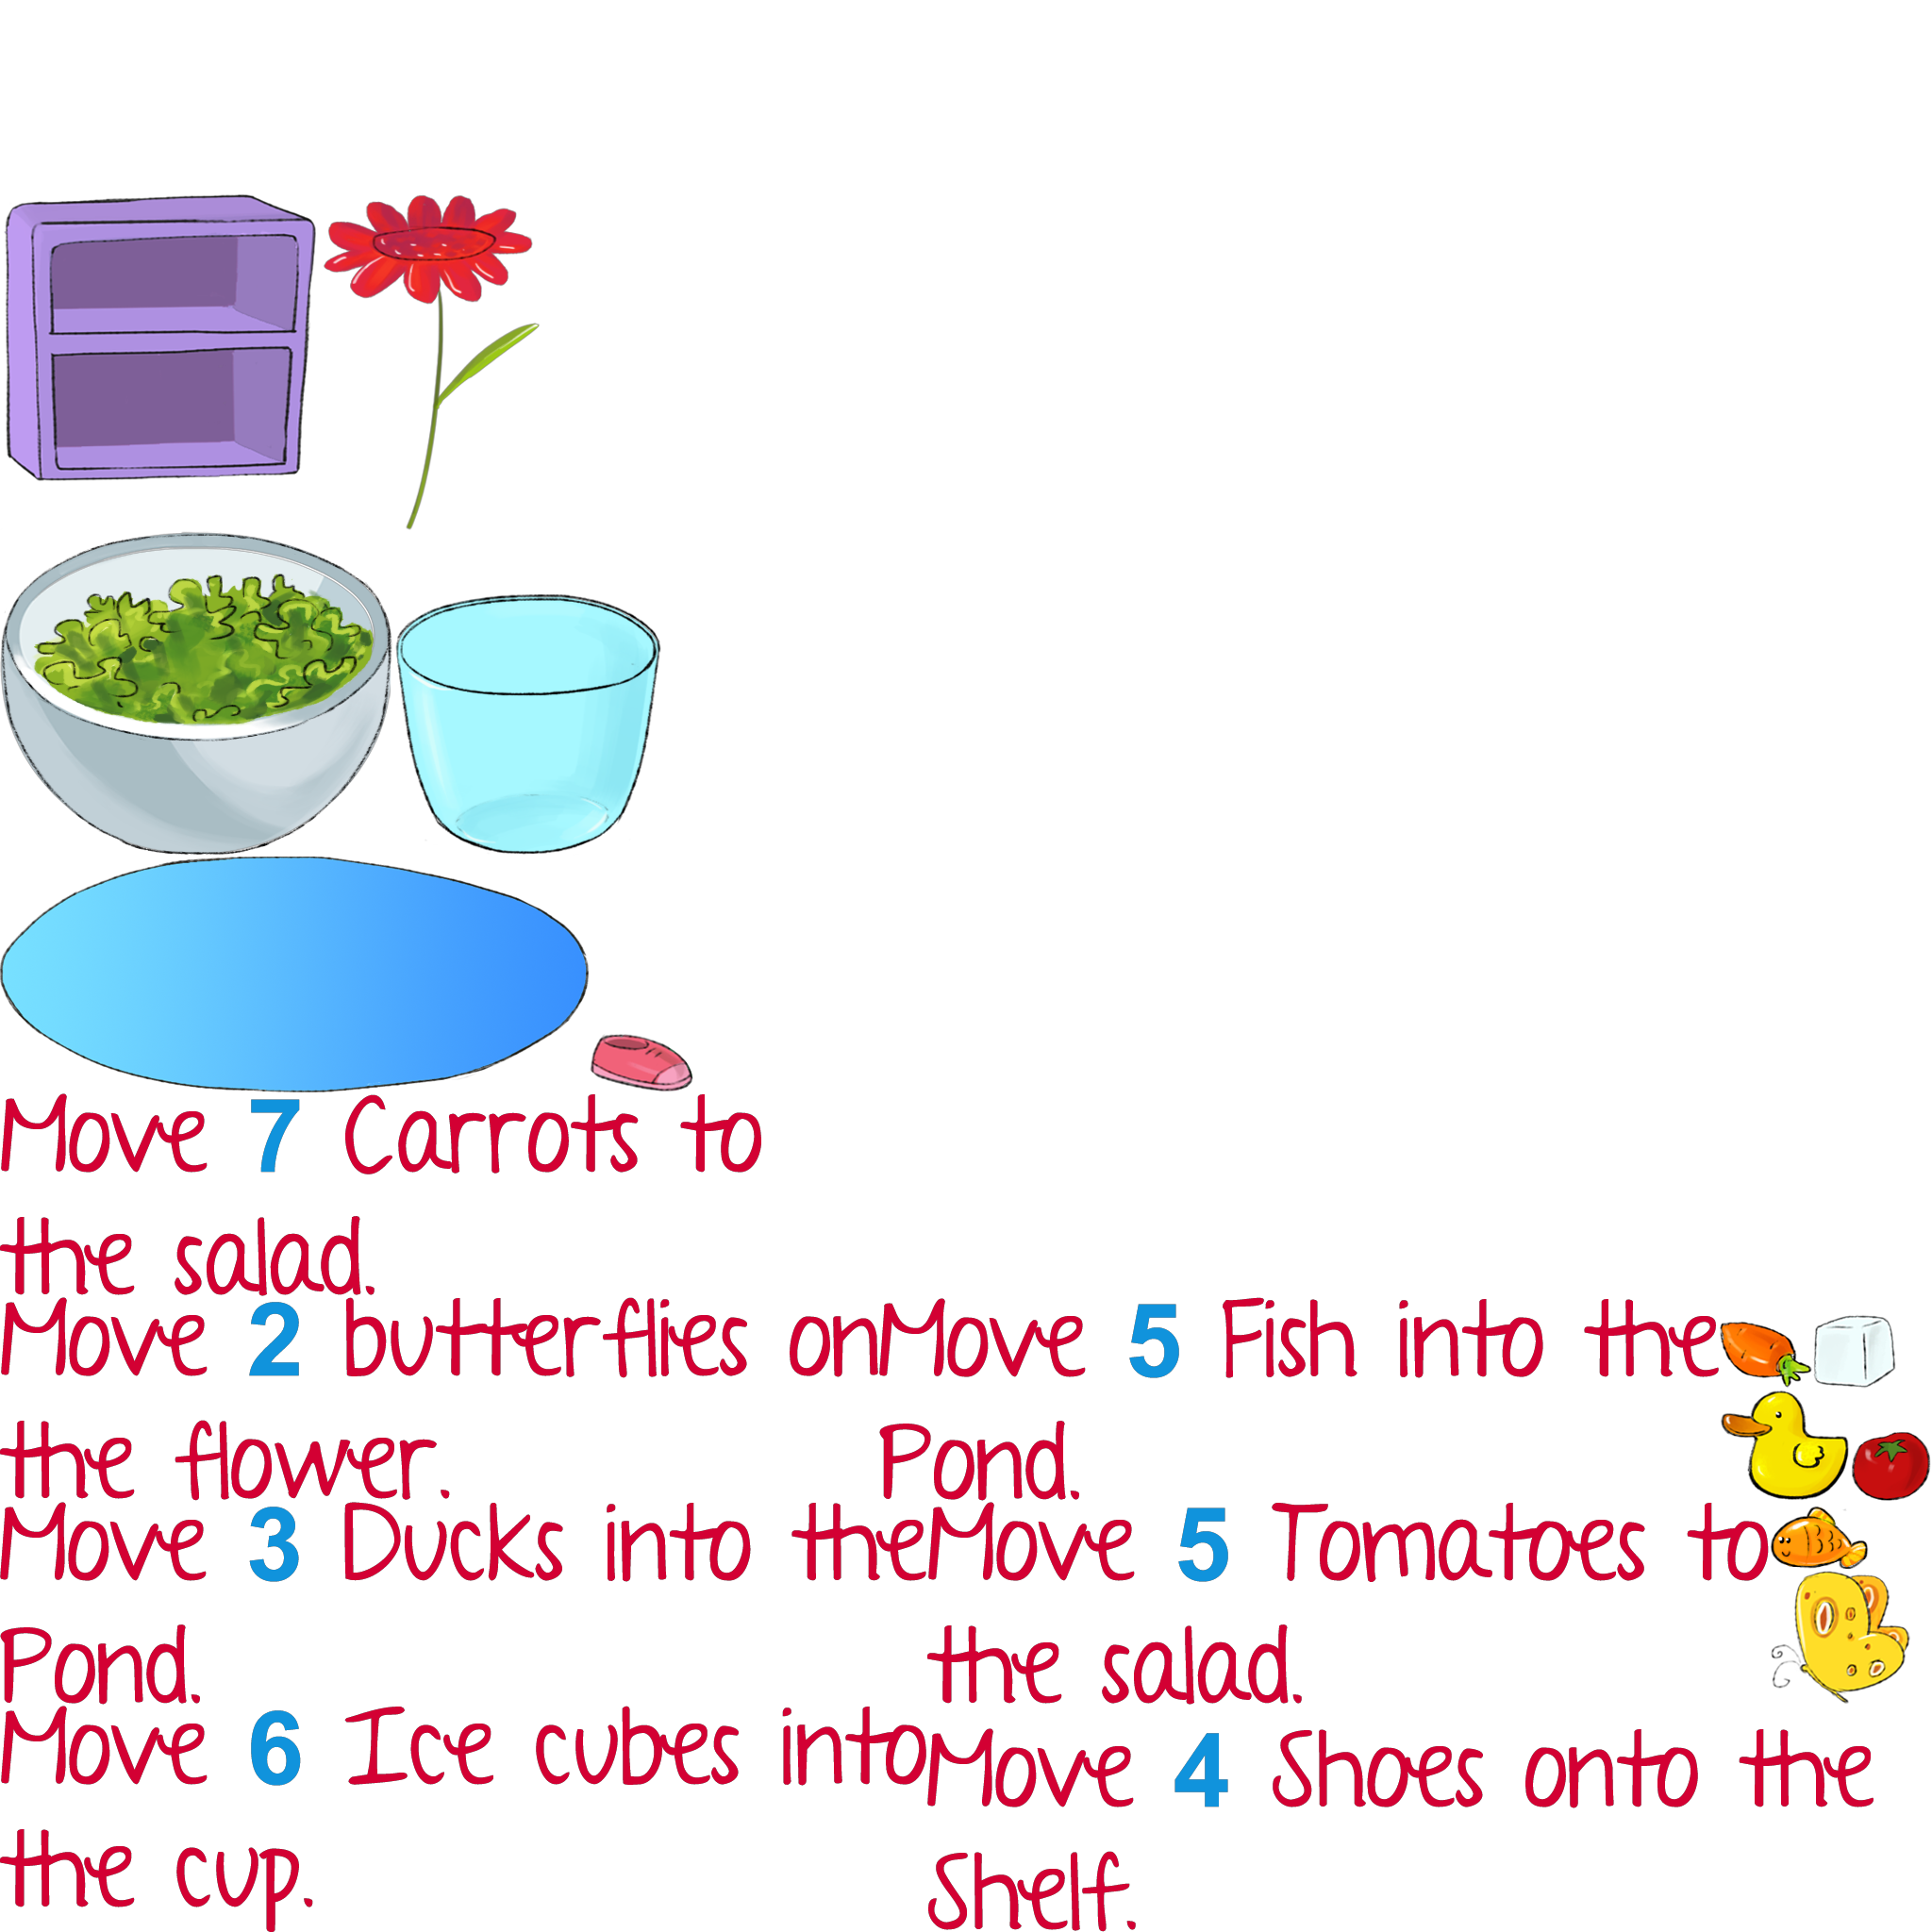 Move 7 Carrots to
the salad.
Move 2 butterflies on
the flower.
Move 5 Fish into the
Pond.
Move 3 Ducks into the
Pond.
Move 5 Tomatoes to
the salad.
Move 6 Ice cubes into
the cup.
Move 4 Shoes onto the
Shelf.